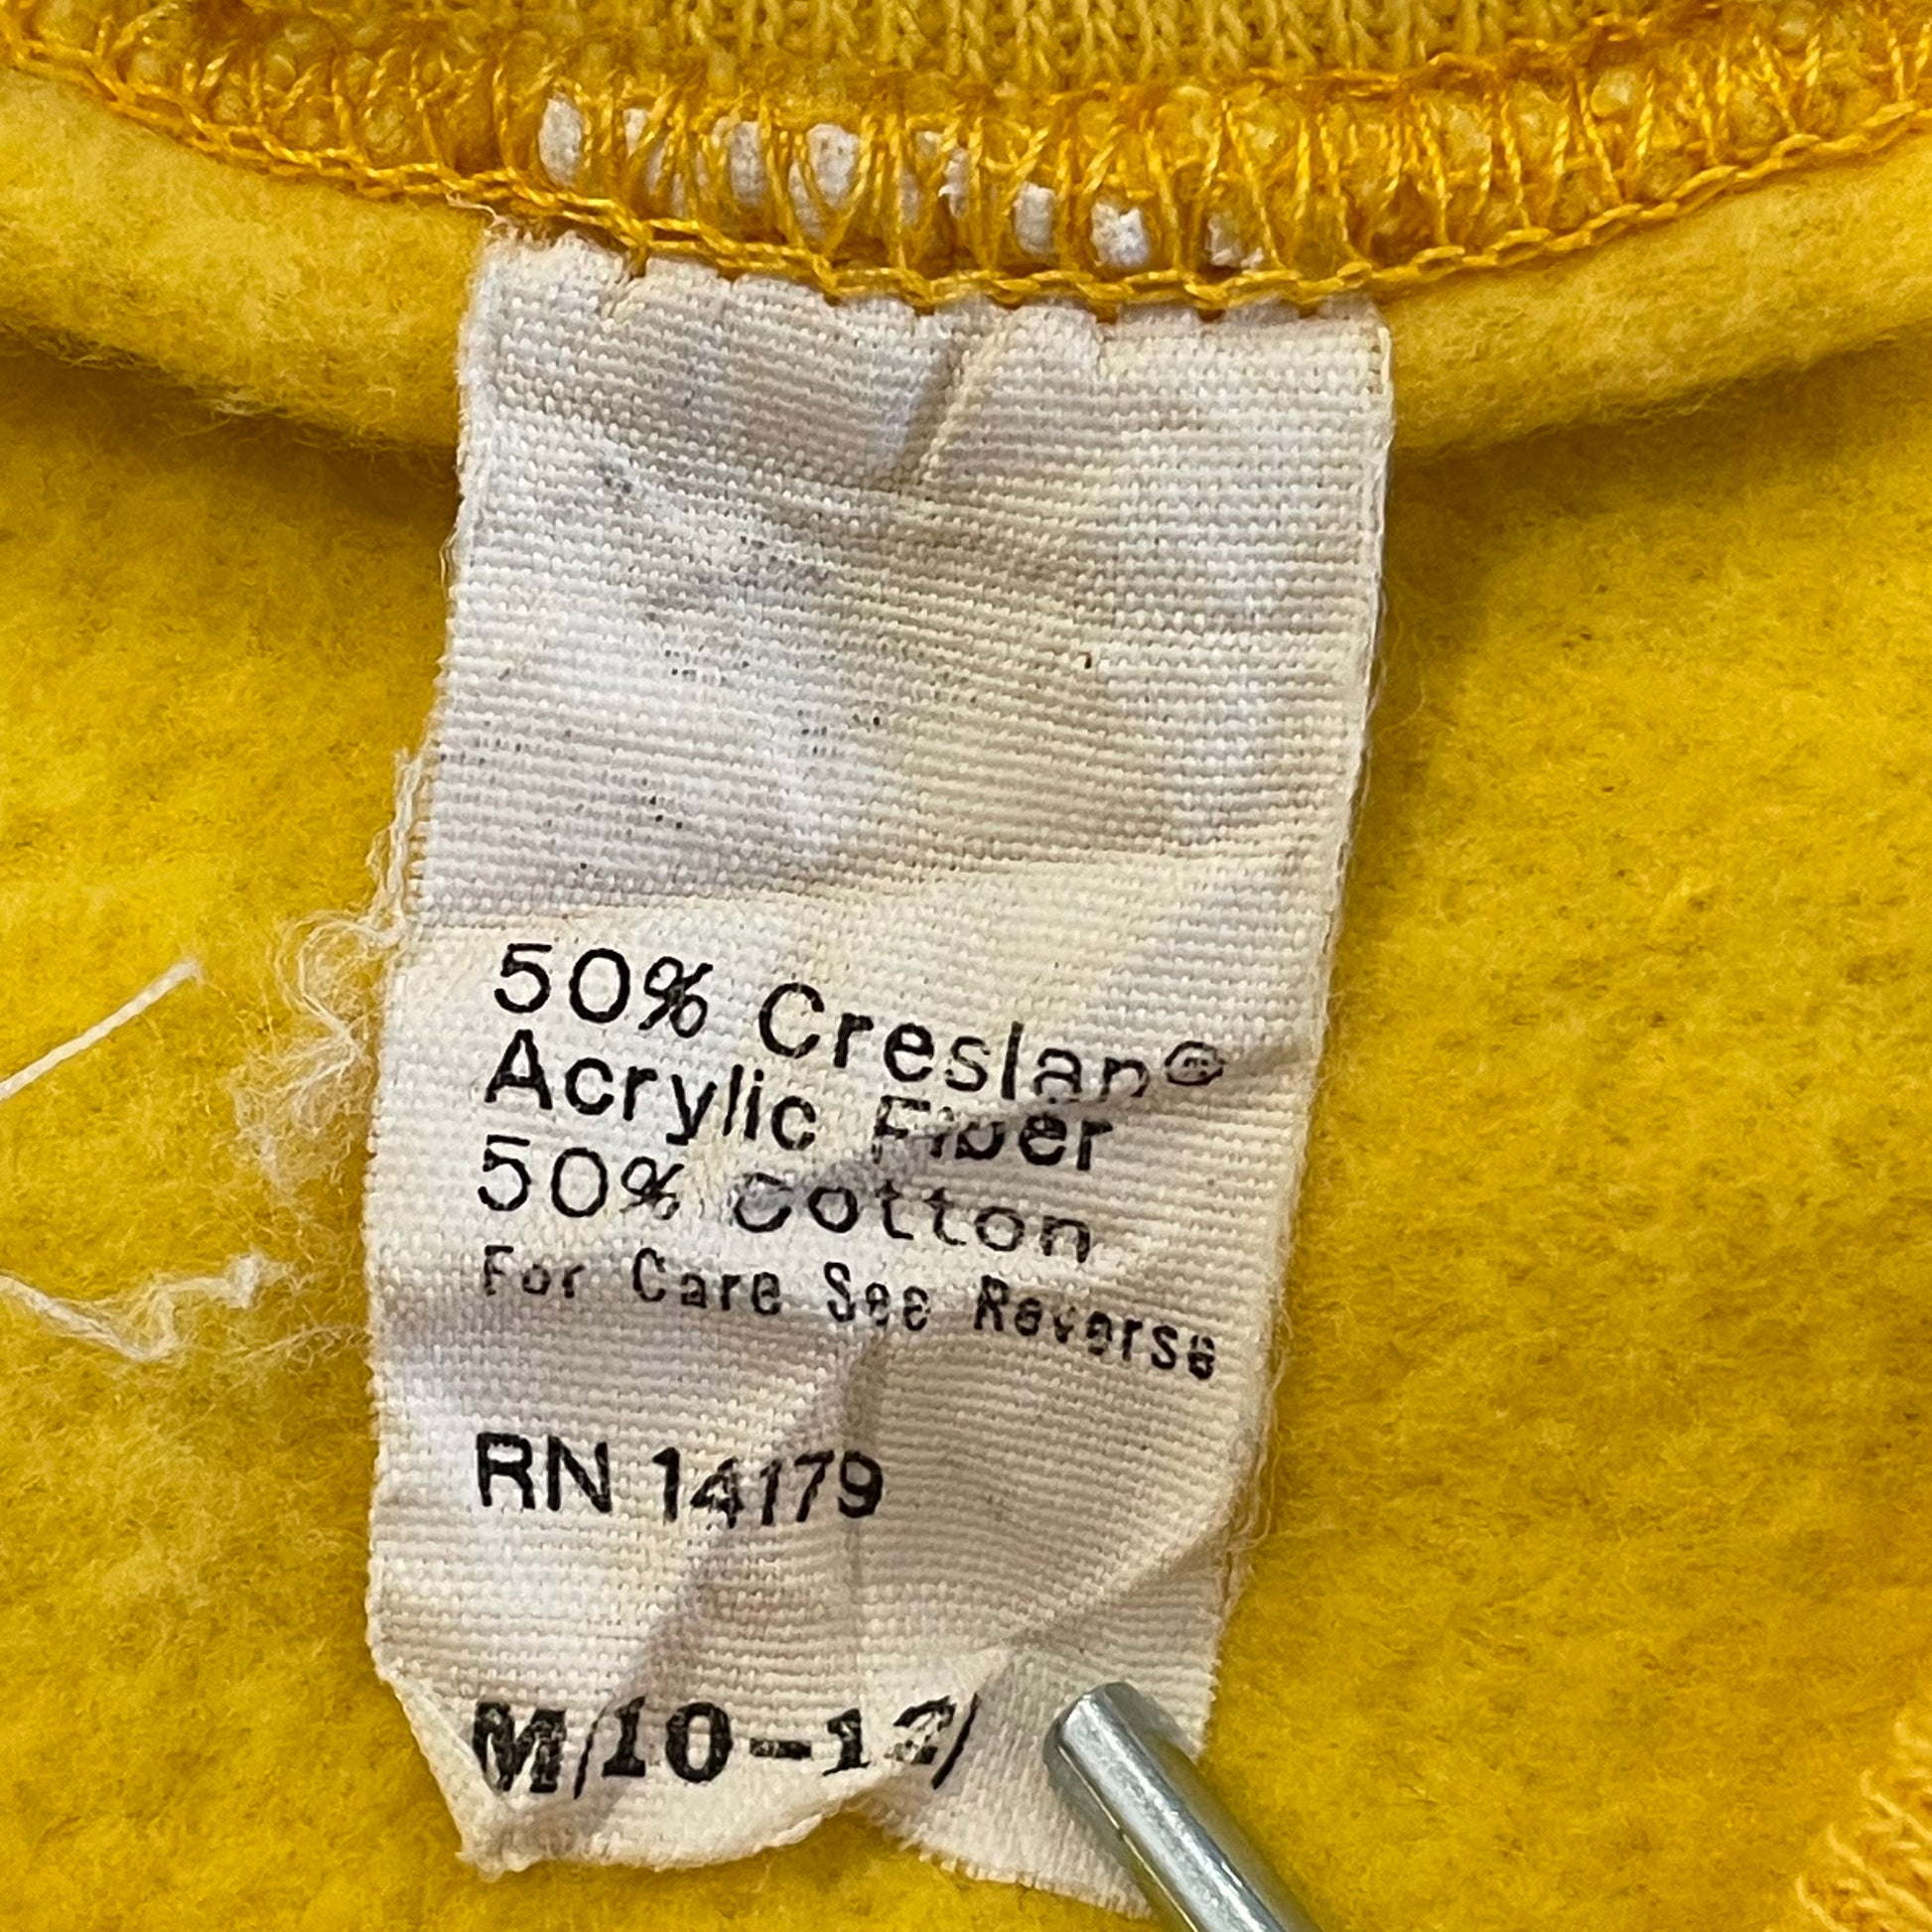 50% Creslan®
Acrylic Fiber
50% Cotton
For Care See Reverse
RN 14179
M/10-12/